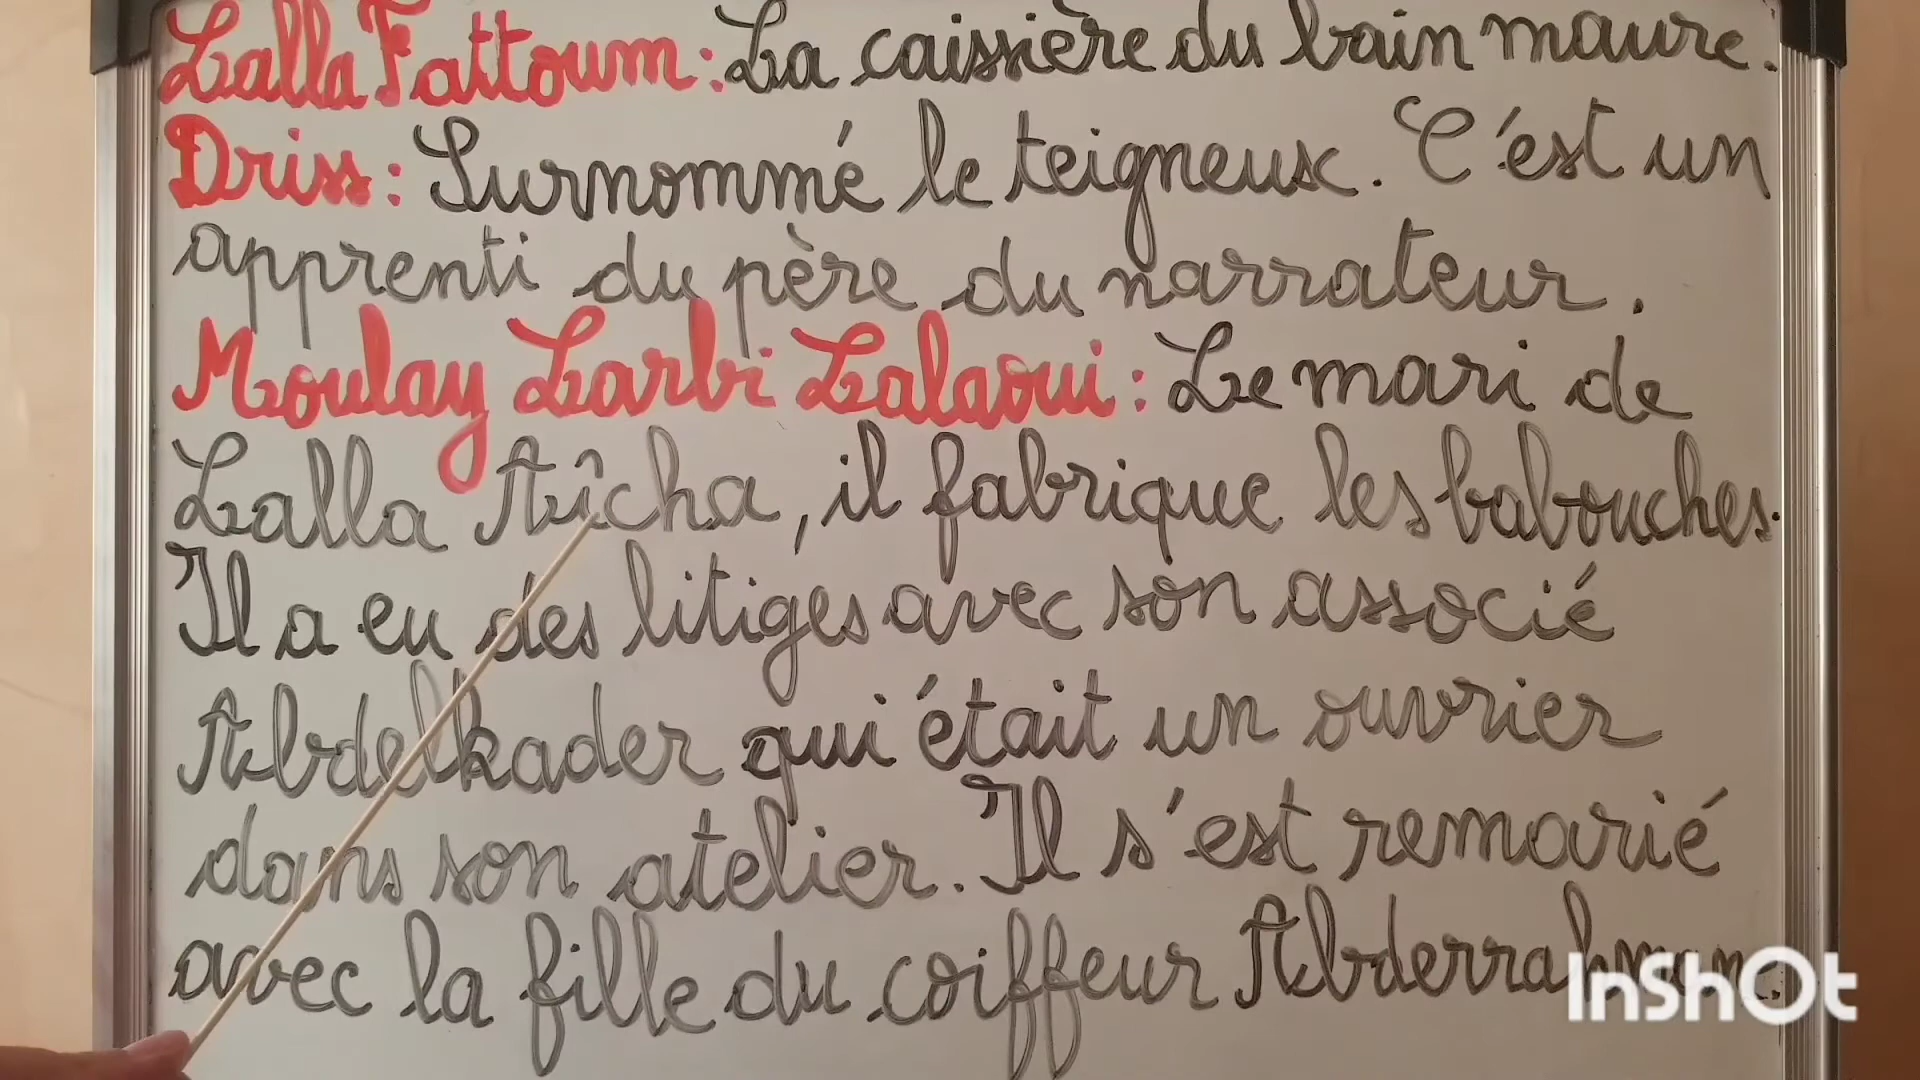 Lalla Fattoum : La caissière du bain maure.
Driss : Surnommé le teigneux. C'est un
apprenti du père du narrateur.
Moulay Larbi Lalaoui : Le mari de
Lalla Aîcha, il fabrique les babouches.
Il a eu des litiges avec son associé
Abdelkader qui était un ouvrier
dans son atelier. Il s'est remarié
avec la fille du coiffeur Abderrahman.
InShOt